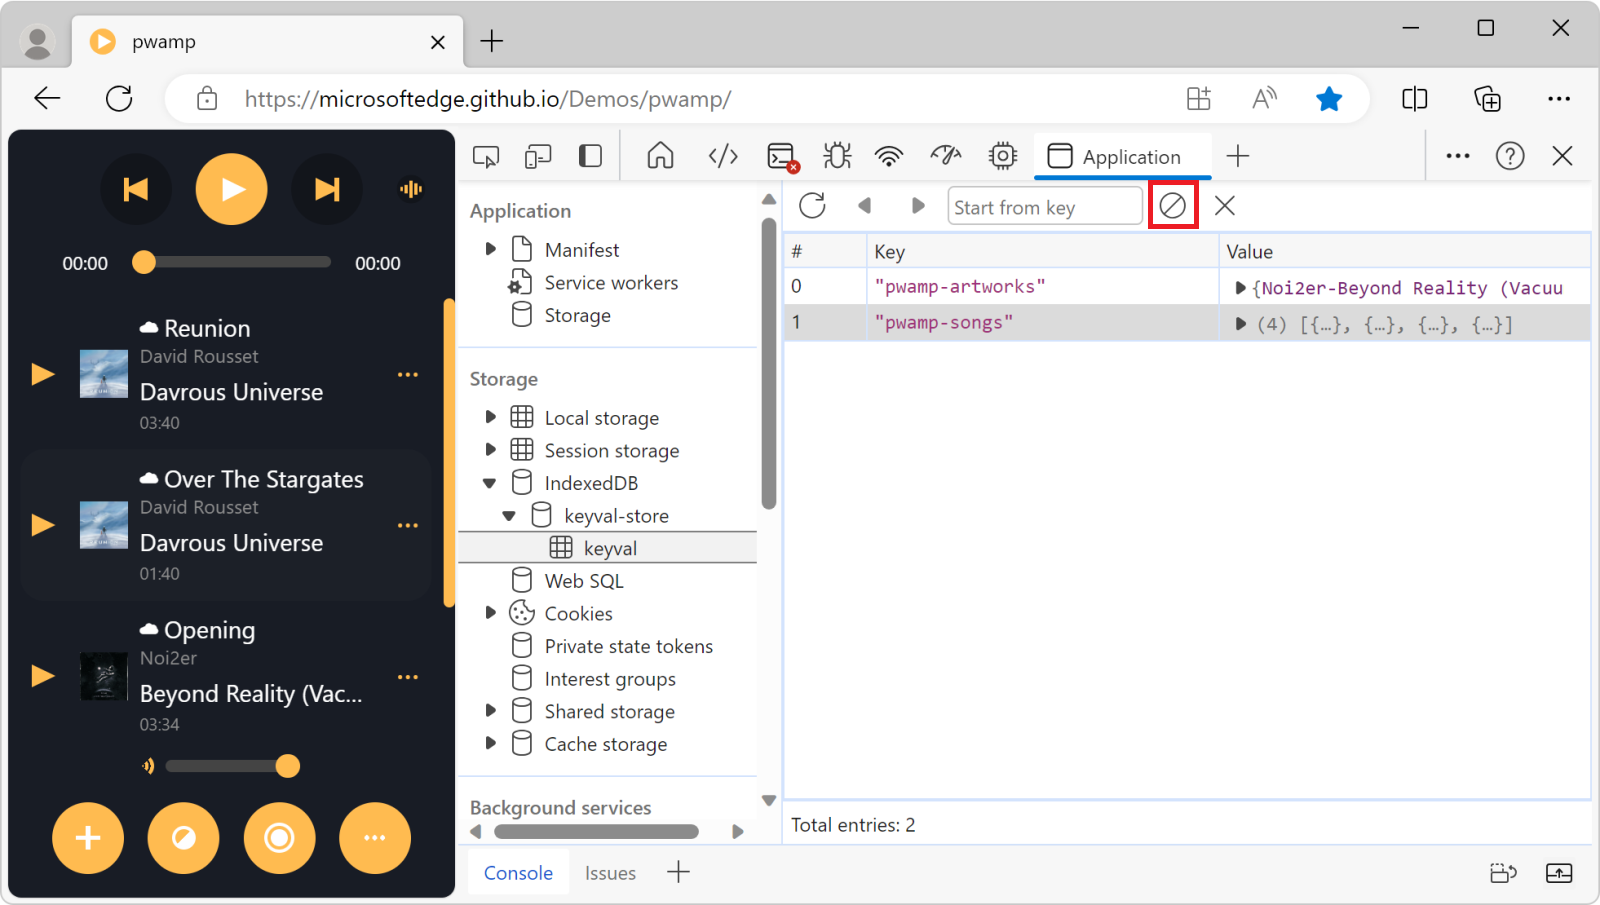 pwamp
https://microsoftedge.github.io/Demos/pwamp/
Application
00:00
00:00
Reunion
David Rousset
Davrous Universe
03:40
Over The Stargates
David Rousset
Davrous Universe
01:40
Opening
Noi2er
Beyond Reality (Vac...
03:34
Application
Manifest
Service workers
Storage
Storage
Local storage
Session storage
IndexedDB
keyval-store
keyval
Web SQL
Cookies
Private state tokens
Interest groups
Shared storage
Cache storage
Background services
Start from key
# Key Value
0 "pwamp-artworks" {Noi2er-Beyond Reality (Vacuu
1 "pwamp-songs" (4) [{…}, {…}, {…}, {…}]
Total entries: 2
Console Issues